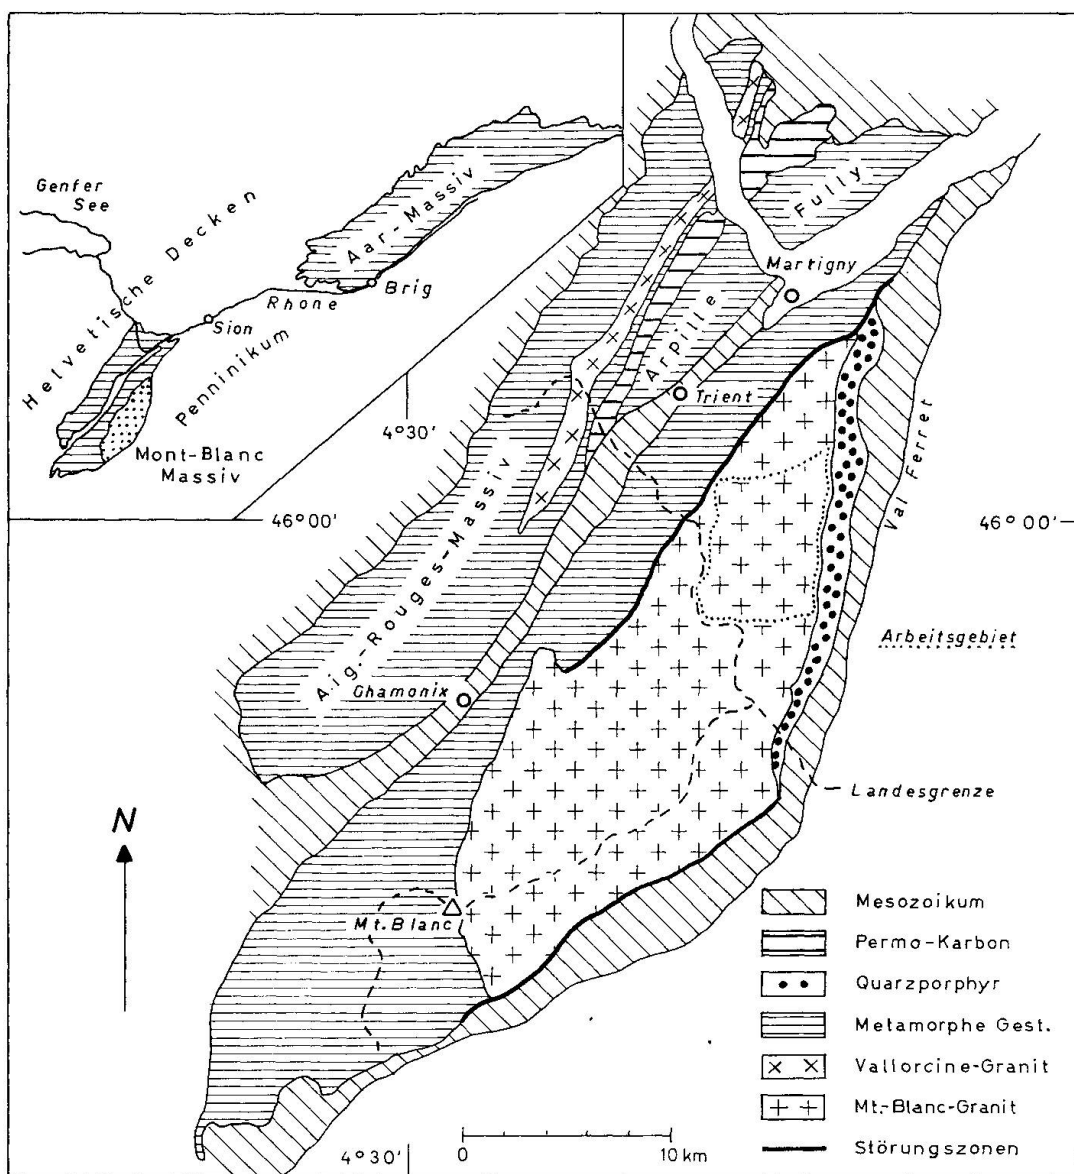 Genfer
See
Helvetische Decken
Aar-Massiv
Rhone
Brig
Sion
Penninikum
Mont-Blanc
Massiv
4°30'
46°00'
46°00'
Fully
Martigny
Arpille
Trient
Val Ferret
Aig.-Rouges-Massiv
Chamonix
Arbeitsgebiet
Landesgrenze
N
Mt. Blanc
Mesozoikum
Permo-Karbon
Quarzporphyr
Metamorphe Gest.
Vallorcine-Granit
Mt.-Blanc-Granit
Störungszonen
4°30'
0
10 km